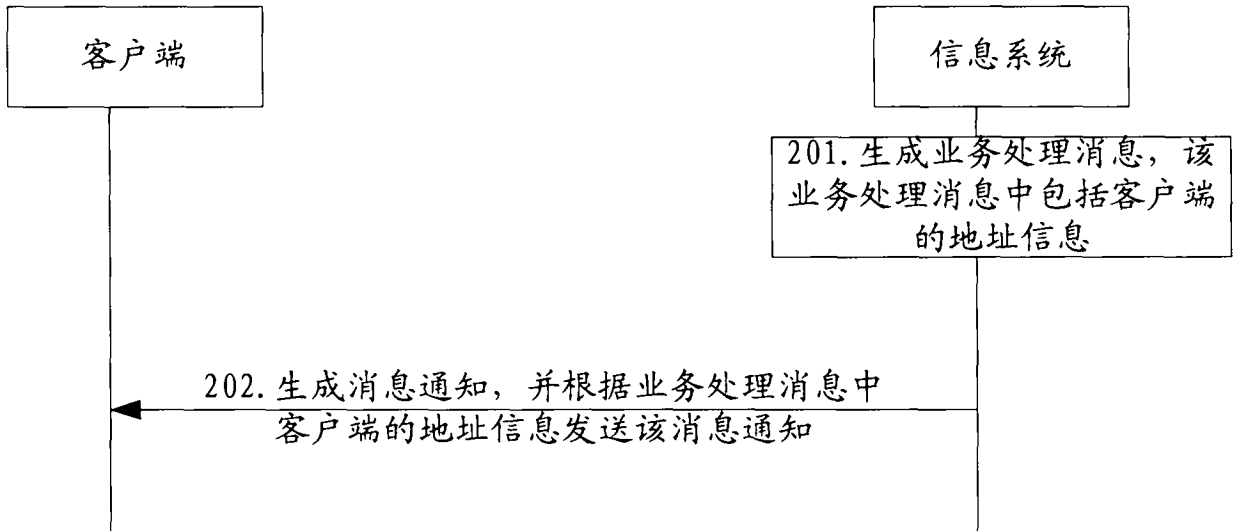 客户端
信息系统
201.生成业务处理消息，该
业务处理消息中包括客户端
的地址信息
202.生成消息通知，并根据业务处理消息中
客户端的地址信息发送该消息通知